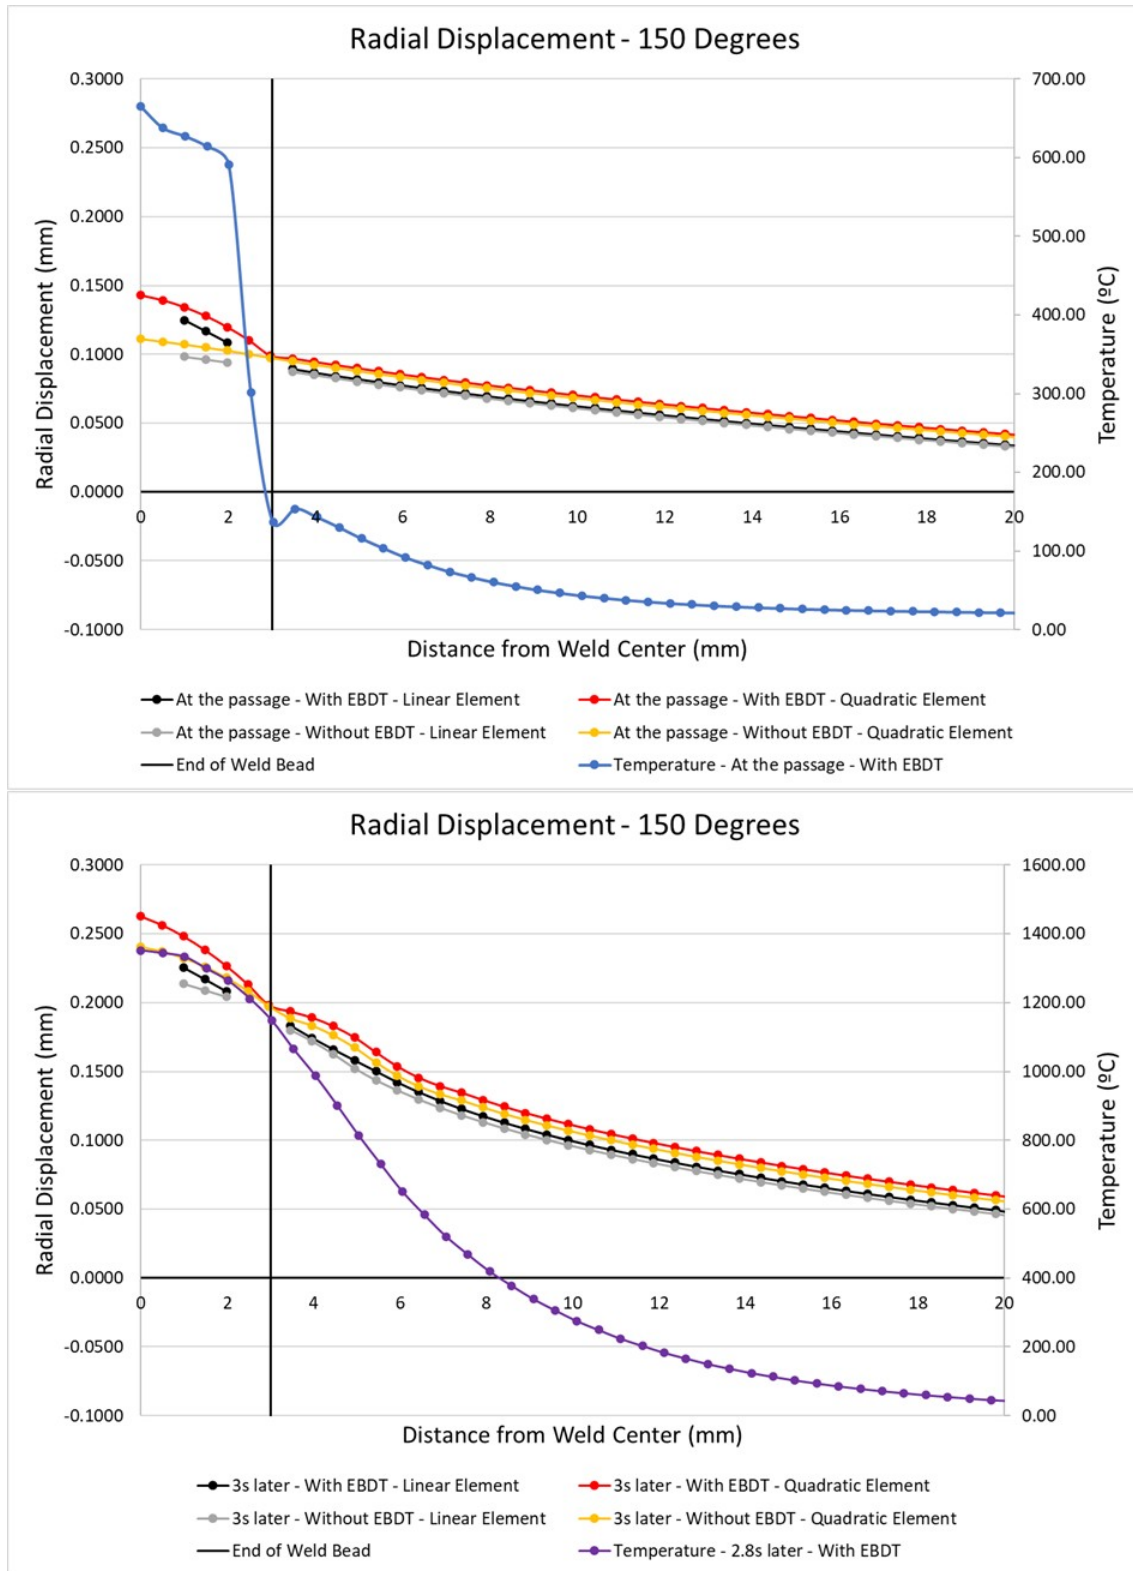 Radial Displacement - 150 Degrees
0.3000 700.00
0.2500 600.00
0.2000 500.00
0.1500 400.00
0.1000 300.00
0.0500 200.00
0.0000
0 2 4 6 8 10 12 14 16 18 20
-0.0500 100.00
-0.1000 0.00
Radial Displacement (mm)
Temperature (ºC)
Distance from Weld Center (mm)
At the passage - With EBDT - Linear Element At the passage - With EBDT - Quadratic Element
At the passage - Without EBDT - Linear Element At the passage - Without EBDT - Quadratic Element
End of Weld Bead Temperature - At the passage - With EBDT
Radial Displacement - 150 Degrees
0.3000 1600.00
0.2500 1400.00
0.2000 1200.00
0.1500 1000.00
0.1000 800.00
0.0500 600.00
0.0000 400.00
0 2 4 6 8 10 12 14 16 18 20
-0.0500 200.00
-0.1000 0.00
Radial Displacement (mm)
Temperature (ºC)
Distance from Weld Center (mm)
3s later - With EBDT - Linear Element 3s later - With EBDT - Quadratic Element
3s later - Without EBDT - Linear Element 3s later - Without EBDT - Quadratic Element
End of Weld Bead Temperature - 2.8s later - With EBDT